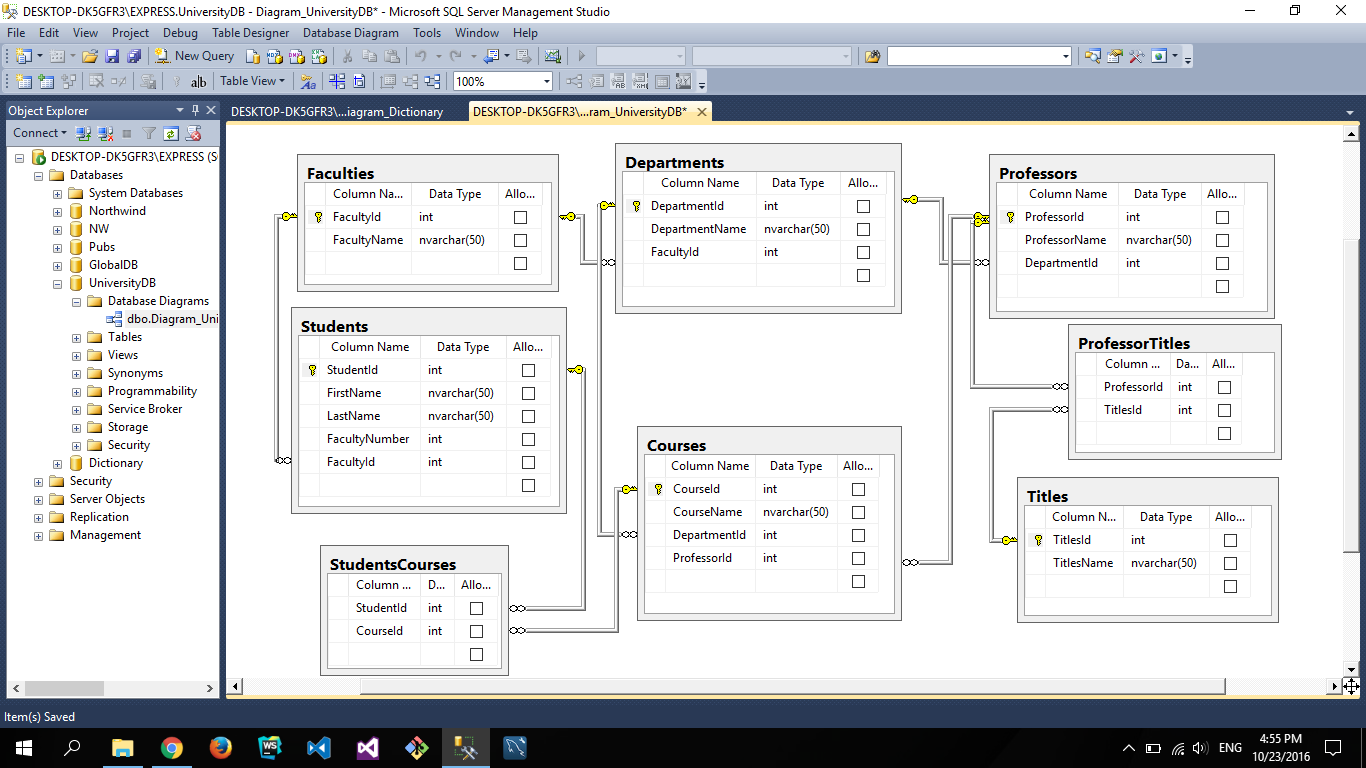 DESKTOP-DK5GFR3\EXPRESS.UniversityDB - Diagram_UniversityDB* - Microsoft SQL Server Management Studio
File Edit View Project Debug Table Designer Database Diagram Tools Window Help
New Query
ab Table View 100%
Object Explorer
DESKTOP-DK5GFR3\...iagram_Dictionary
DESKTOP-DK5GFR3\...ram_UniversityDB*
Connect
DESKTOP-DK5GFR3\EXPRESS (S
Databases
System Databases
Northwind
NW
Pubs
GlobalDB
UniversityDB
Database Diagrams
dbo.Diagram_Uni
Tables
Views
Synonyms
Programmability
Service Broker
Storage
Security
Dictionary
Security
Server Objects
Replication
Management
Faculties
Column Na... Data Type Allo...
FacultyId int
FacultyName nvarchar(50)
Departments
Column Name Data Type Allo...
DepartmentId int
DepartmentName nvarchar(50)
FacultyId int
Professors
Column Name Data Type Allo...
ProfessorId int
ProfessorName nvarchar(50)
DepartmentId int
Students
Column Name Data Type Allo...
StudentId int
FirstName nvarchar(50)
LastName nvarchar(50)
FacultyNumber int
FacultyId int
ProfessorTitles
Column ... Da... All...
ProfessorId int
TitlesId int
Courses
Column Name Data Type Allo...
CourseId int
CourseName nvarchar(50)
DepartmentId int
ProfessorId int
Titles
Column N... Data Type Allo...
TitlesId int
TitlesName nvarchar(50)
StudentsCourses
Column ... D... Allo...
StudentId int
CourseId int
Item(s) Saved
WS
ENG
4:55 PM
10/23/2016